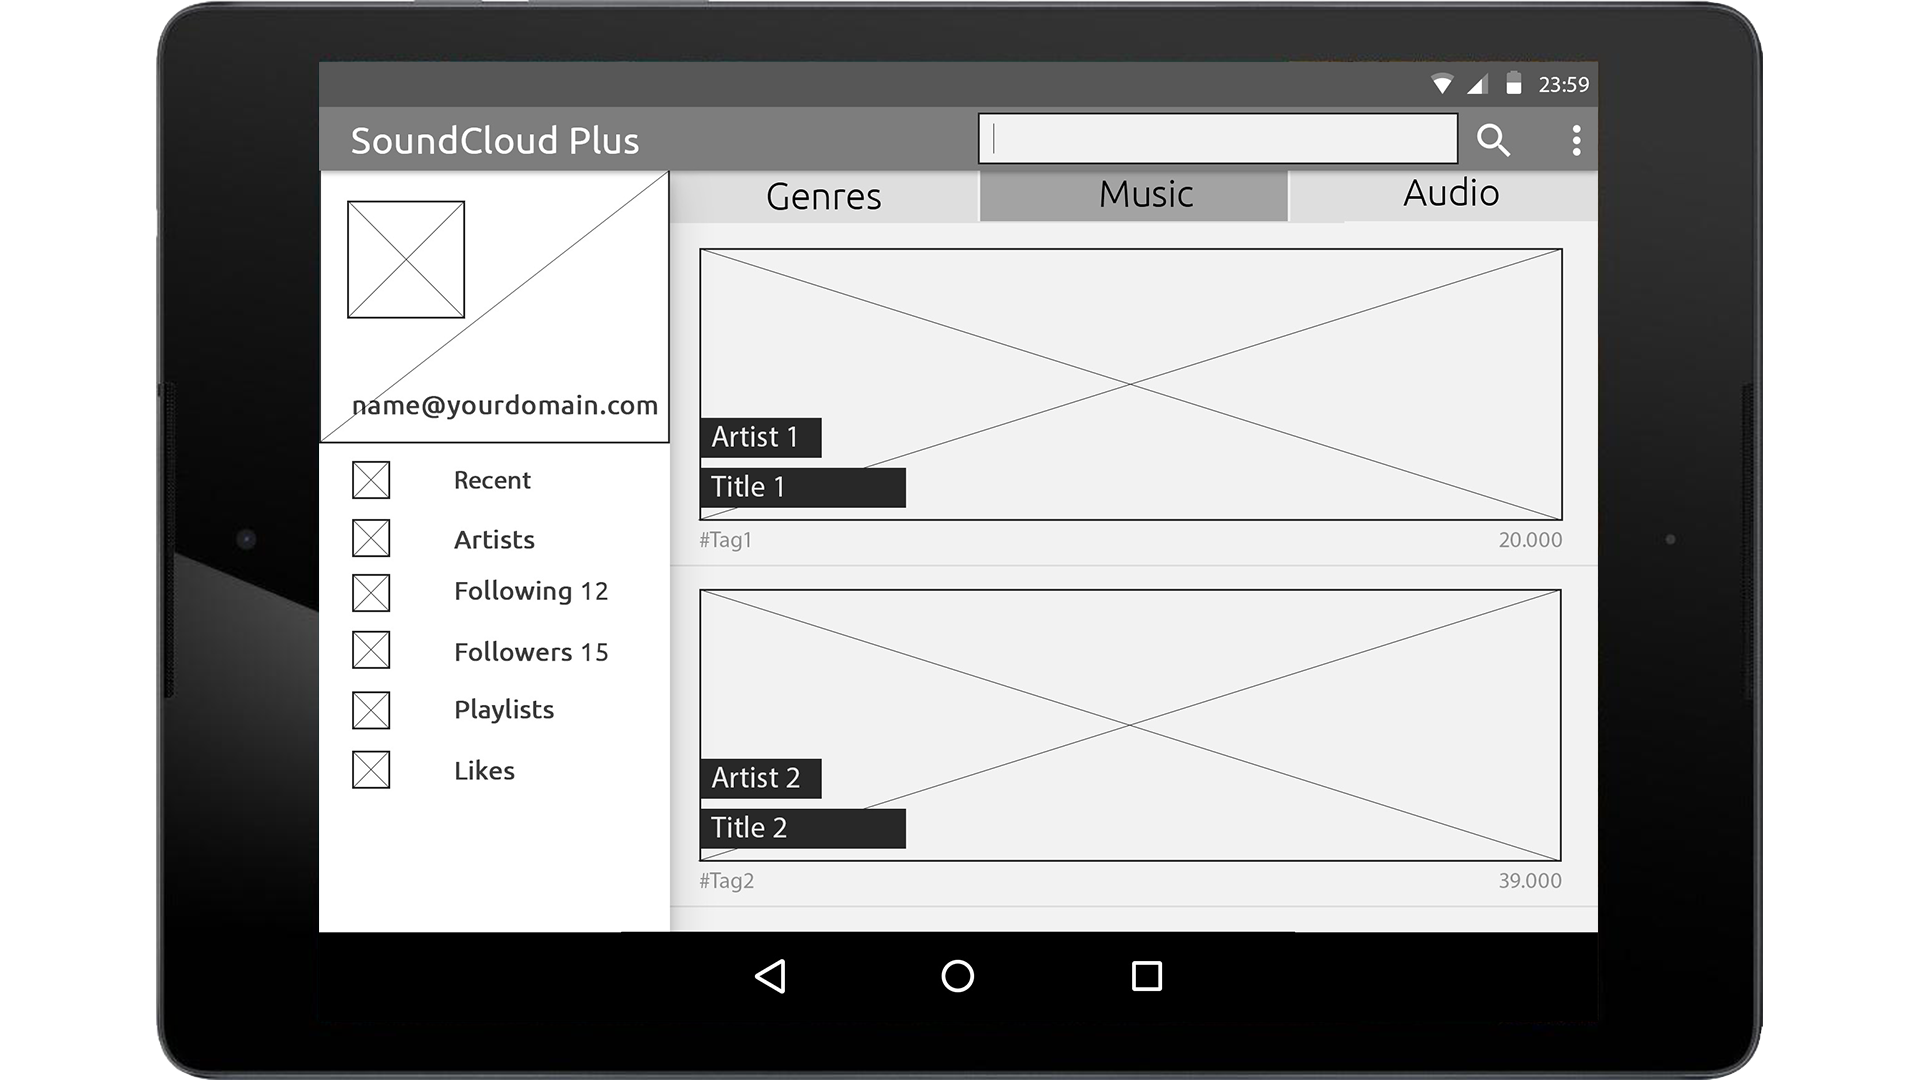 23:59
SoundCloud Plus
Genres
Music
Audio
name@yourdomain.com
Recent
Artists
Following 12
Followers 15
Playlists
Likes
Artist 1
Title 1
#Tag1
20.000
Artist 2
Title 2
#Tag2
39.000